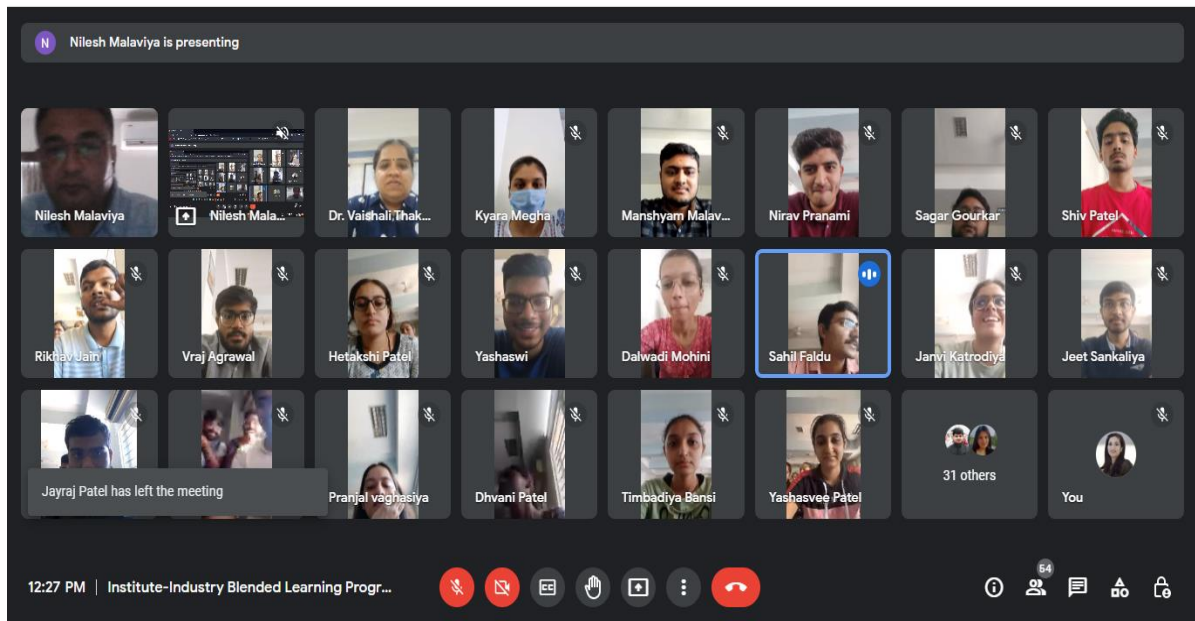 N Nilesh Malaviya is presenting
Nilesh Malaviya
Nilesh Mala...
Dr. Vaishali Thak...
Kyara Megha
Manshyam Malav...
Nirav Pranami
Sagar Gourkar
Shiv Patel
Rikhav Jain
Vraj Agrawal
Hetakshi Patel
Yashaswi
Dalwadi Mohini
Sahil Faldu
Janvi Katrodiya
Jeet Sankaliya
Jayraj Patel has left the meeting
Pranjal vaghasiya
Dhvani Patel
Timbadiya Bansi
Yashasvee Patel
31 others
You
12:27 PM | Institute-Industry Blended Learning Progr...
CC
54